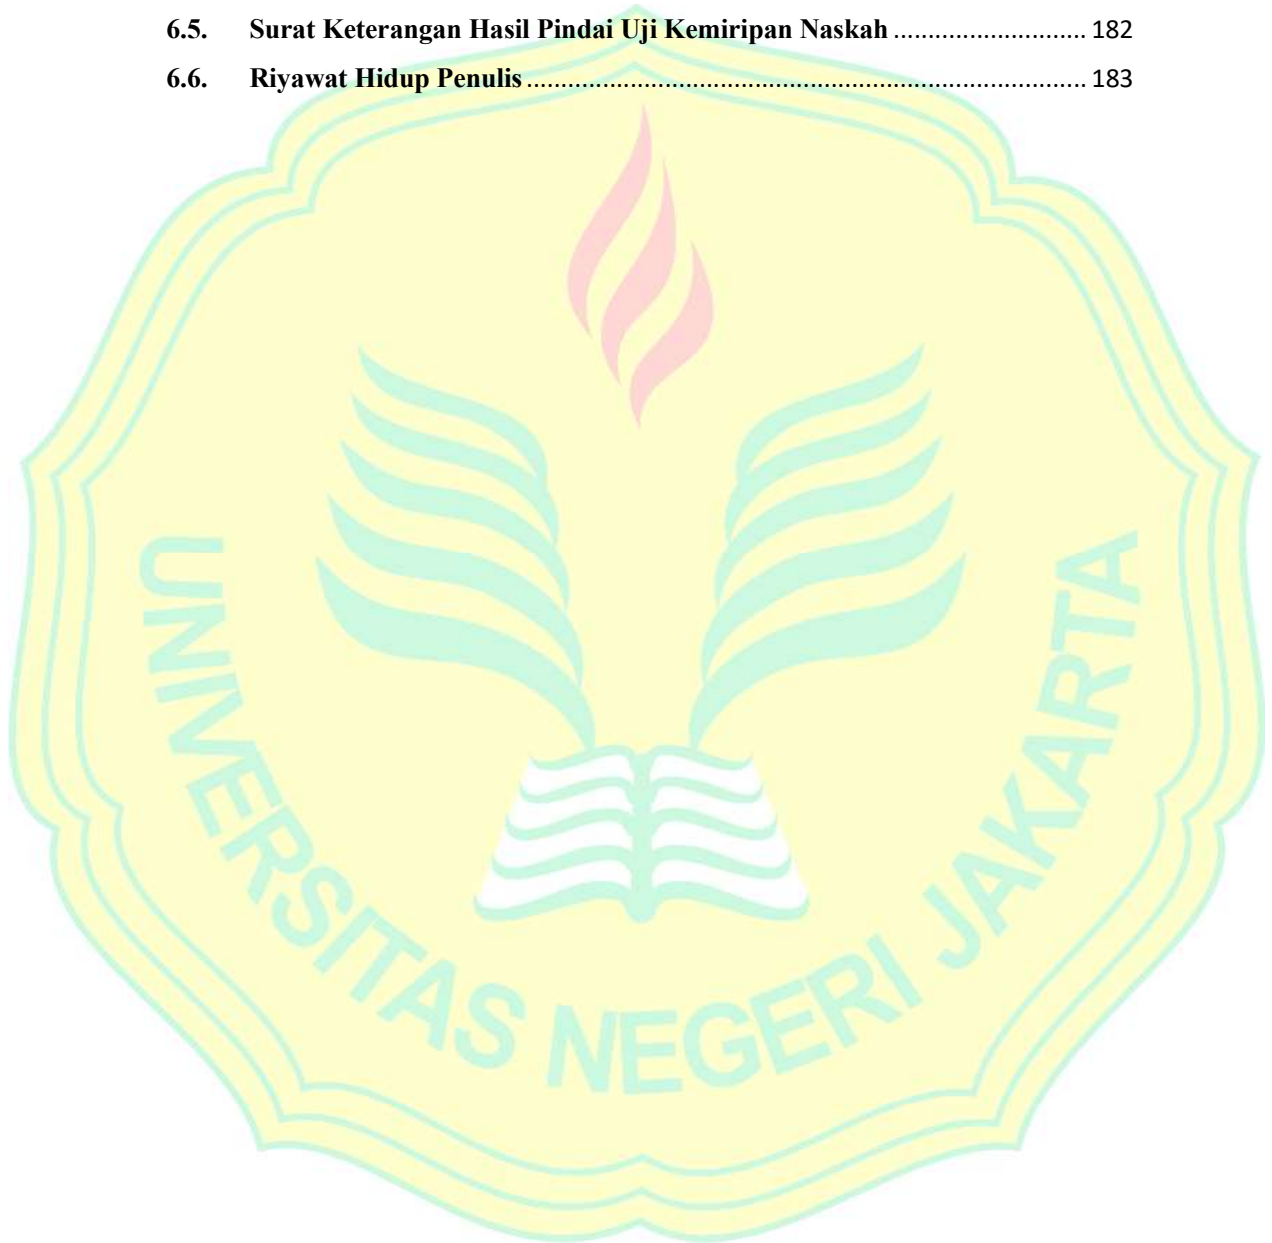 6.5. Surat Keterangan Hasil Pindai Uji Kemiripan Naskah ............................ 182
6.6. Riyawat Hidup Penulis ................................................................................. 183
UNIVERSITAS NEGERI JAKARTA